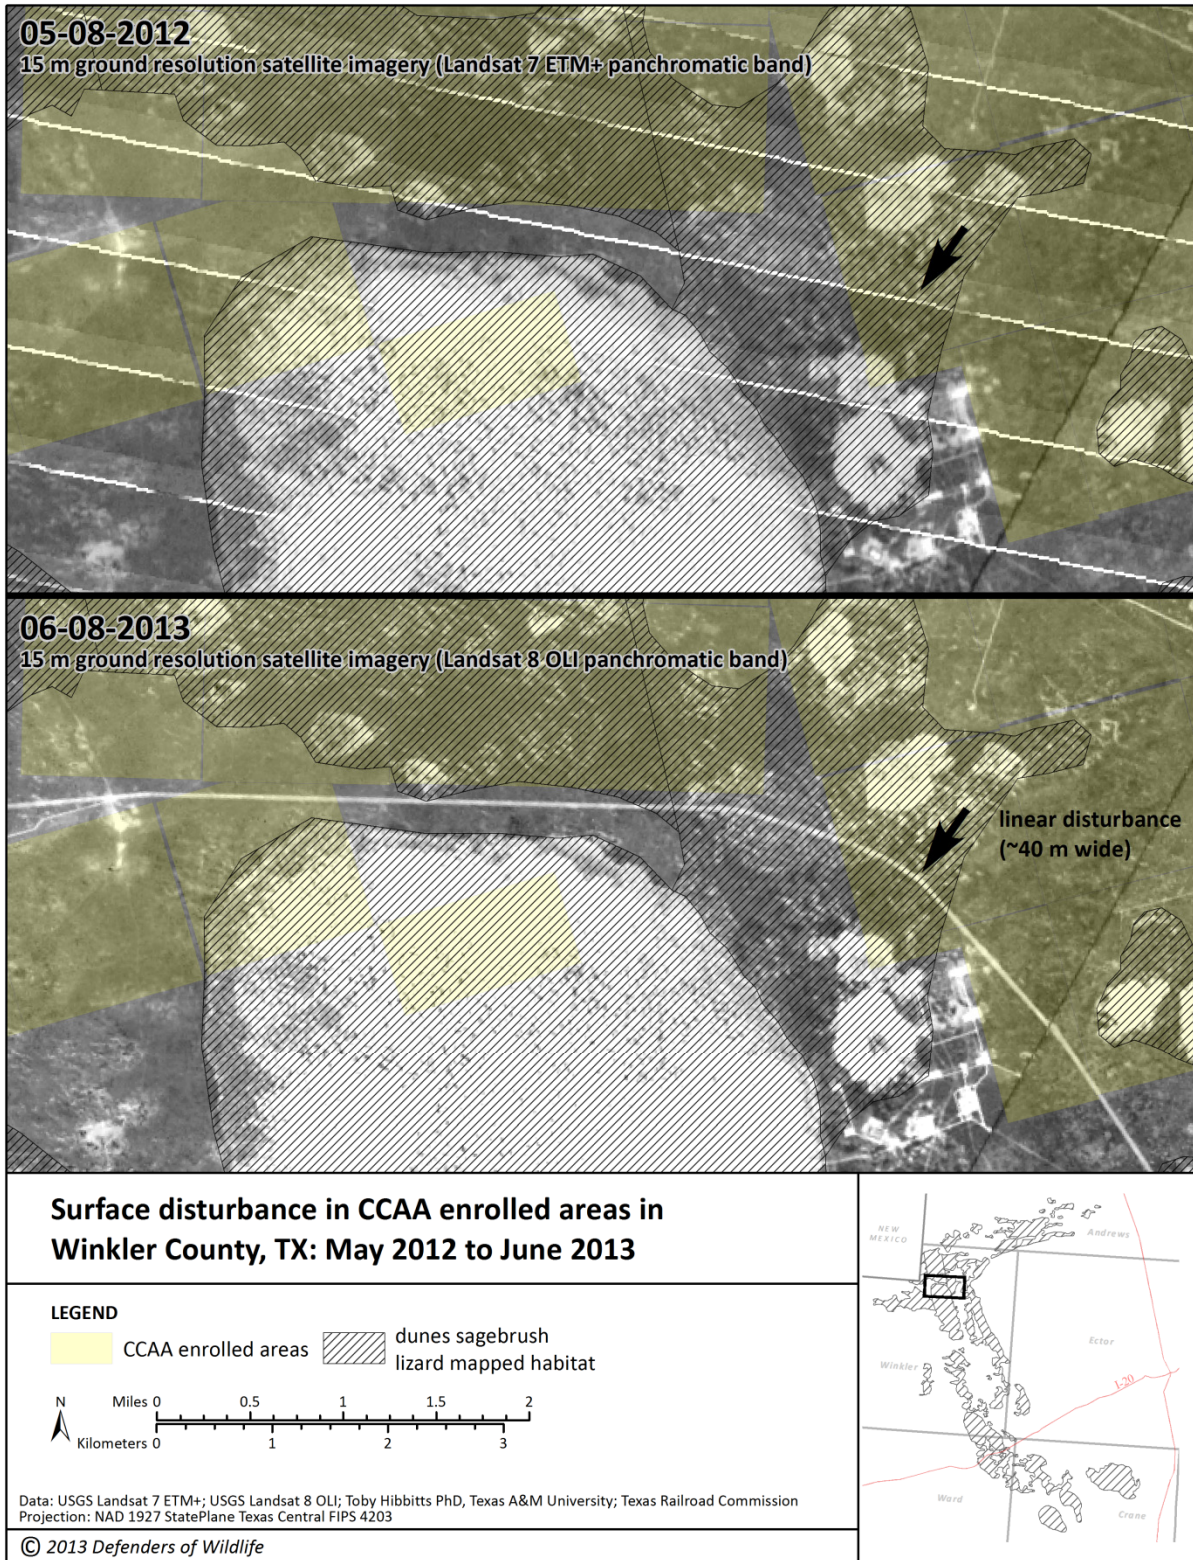 05-08-2012
15 m ground resolution satellite imagery (Landsat 7 ETM+ panchromatic band)
06-08-2013
15 m ground resolution satellite imagery (Landsat 8 OLI panchromatic band)
linear disturbance
(~40 m wide)
Surface disturbance in CCAA enrolled areas in
Winkler County, TX: May 2012 to June 2013
LEGEND
CCAA enrolled areas
dunes sagebrush
lizard mapped habitat
N
Miles 0 0.5 1 1.5 2
Kilometers 0 1 2 3
Data: USGS Landsat 7 ETM+; USGS Landsat 8 OLI; Toby Hibbitts PhD, Texas A&M University; Texas Railroad Commission
Projection: NAD 1927 StatePlane Texas Central FIPS 4203
© 2013 Defenders of Wildlife
NEW
MEXICO
Andrews
Ector
Winkler
I-20
Ward
Crane